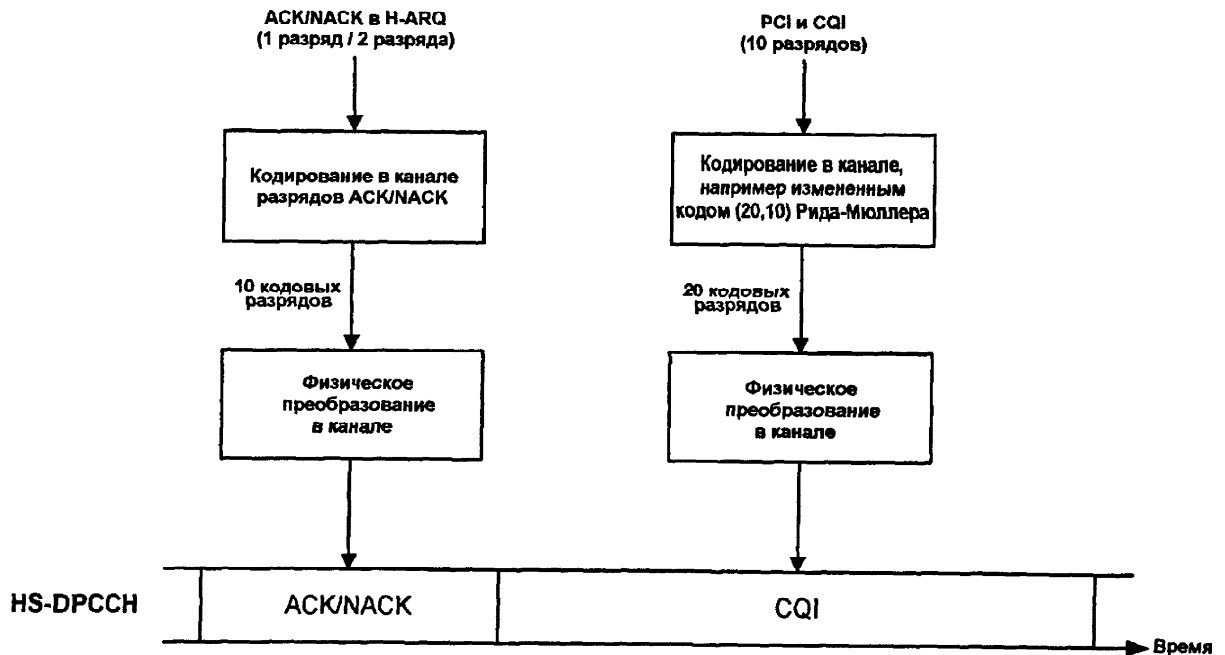 ACK/NACK в H-ARQ
(1 разряд / 2 разряда)
Кодирование в канале
разрядов ACK/NACK
10 кодовых
разрядов
Физическое
преобразование
в канале
PCI и CQI
(10 разрядов)
Кодирование в канале,
например измененным
кодом (20,10) Рида-Мюллера
20 кодовых
разрядов
Физическое
преобразование
в канале
HS-DPCCH
ACK/NACK
CQI
Время